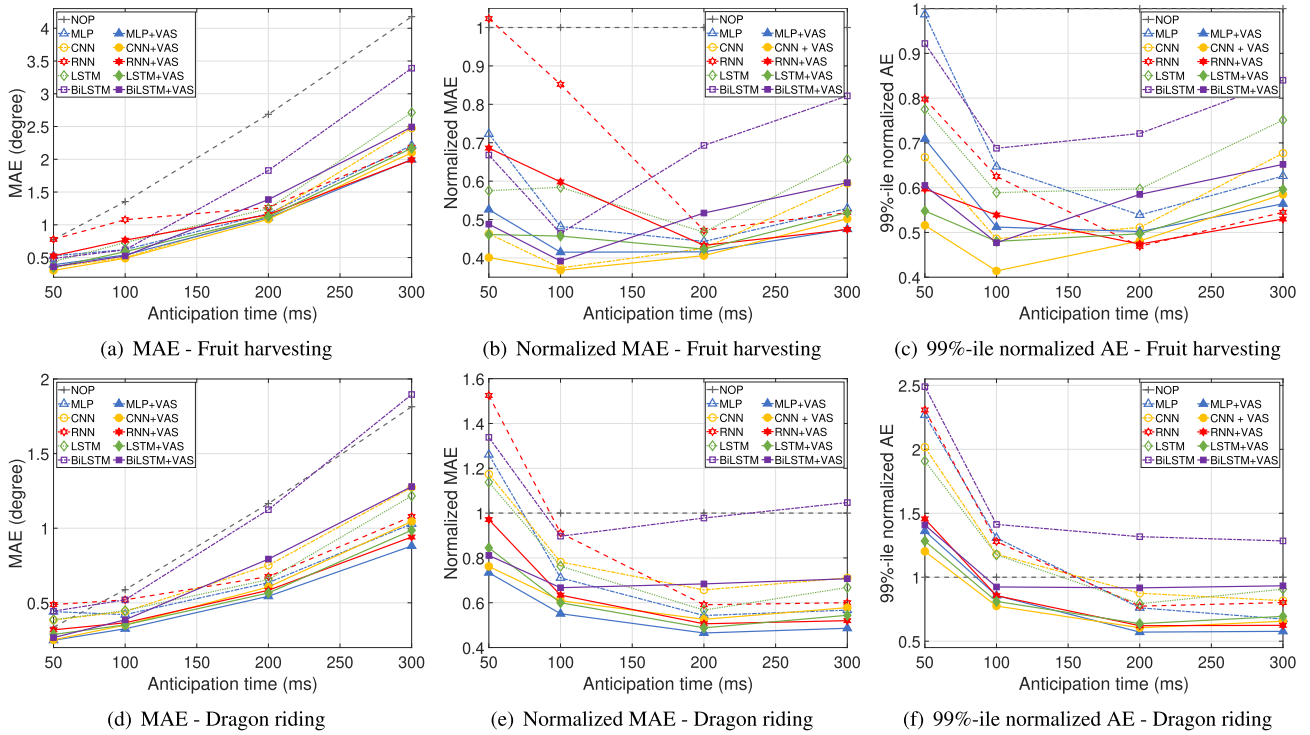 4
3.5
3
2.5
2
1.5
1
0.5
MAE (degree)
NOP
MLP MLP+VAS
CNN CNN+VAS
RNN RNN+VAS
LSTM LSTM+VAS
BiLSTM BiLSTM+VAS
50 100 150 200 250 300
Anticipation time (ms)
(a) MAE - Fruit harvesting
1
0.9
0.8
0.7
0.6
0.5
0.4
Normalized MAE
NOP
MLP MLP+VAS
CNN CNN + VAS
RNN RNN+VAS
LSTM LSTM+VAS
BiLSTM BiLSTM+VAS
50 100 150 200 250 300
Anticipation time (ms)
(b) Normalized MAE - Fruit harvesting
1
0.9
0.8
0.7
0.6
0.5
0.4
99%-ile normalized AE
NOP
MLP MLP+VAS
CNN CNN + VAS
RNN RNN+VAS
LSTM LSTM+VAS
BiLSTM BiLSTM+VAS
50 100 150 200 250 300
Anticipation time (ms)
(c) 99%-ile normalized AE - Fruit harvesting
2
1.5
1
0.5
MAE (degree)
NOP
MLP MLP+VAS
CNN CNN+VAS
RNN RNN+VAS
LSTM LSTM+VAS
BiLSTM BiLSTM+VAS
50 100 150 200 250 300
Anticipation time (ms)
(d) MAE - Dragon riding
1.6
1.4
1.2
1
0.8
0.6
0.4
Normalized MAE
NOP
MLP MLP+VAS
CNN CNN + VAS
RNN RNN+VAS
LSTM LSTM+VAS
BiLSTM BiLSTM+VAS
50 100 150 200 250 300
Anticipation time (ms)
(e) Normalized MAE - Dragon riding
2.5
2
1.5
1
0.5
99%-ile normalized AE
NOP
MLP MLP+VAS
CNN CNN + VAS
RNN RNN+VAS
LSTM LSTM+VAS
BiLSTM BiLSTM+VAS
50 100 150 200 250 300
Anticipation time (ms)
(f) 99%-ile normalized AE - Dragon riding